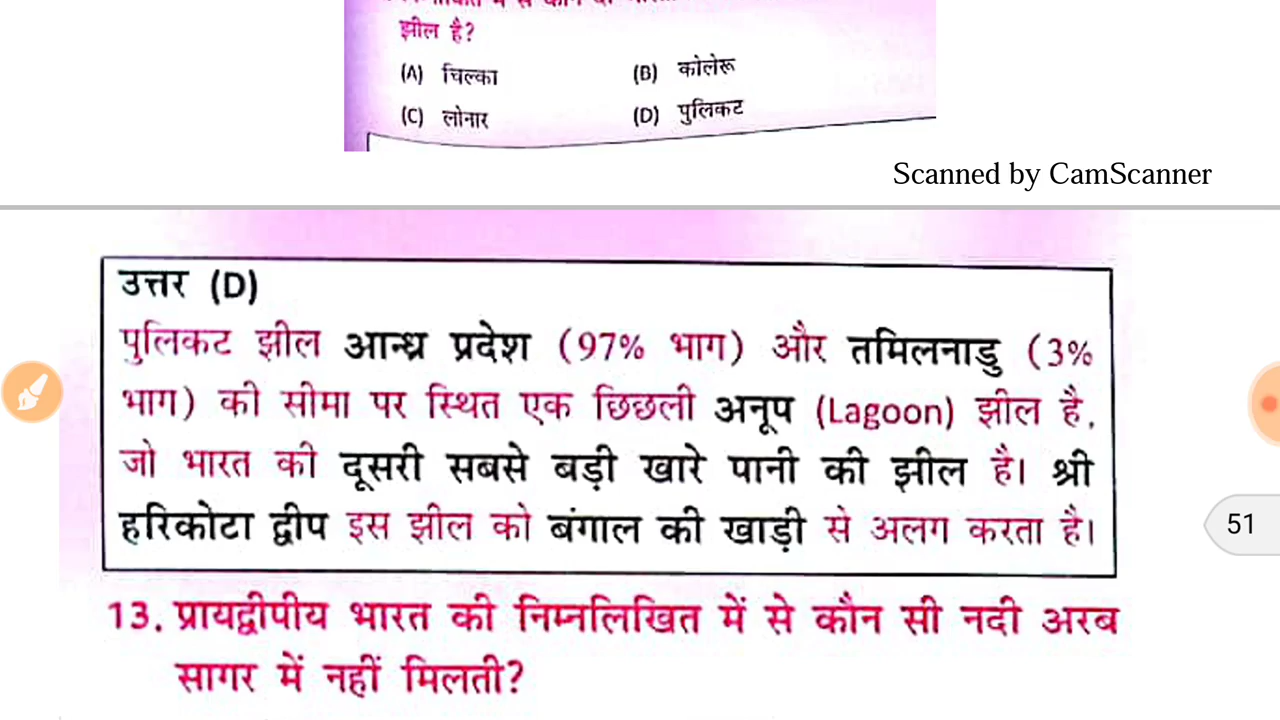 झील है?
(A) चिल्का (B) कोलेरू
(C) लोनार (D) पुलिकट
Scanned by CamScanner
उत्तर (D)
पुलिकट झील आन्ध्र प्रदेश (97% भाग) और तमिलनाडु (3%
भाग) की सीमा पर स्थित एक छिछली अनूप (Lagoon) झील है,
जो भारत की दूसरी सबसे बड़ी खारे पानी की झील है। श्री
हरिकोटा द्वीप इस झील को बंगाल की खाड़ी से अलग करता है।
51
13. प्रायद्वीपीय भारत की निम्नलिखित में से कौन सी नदी अरब
सागर में नहीं मिलती?